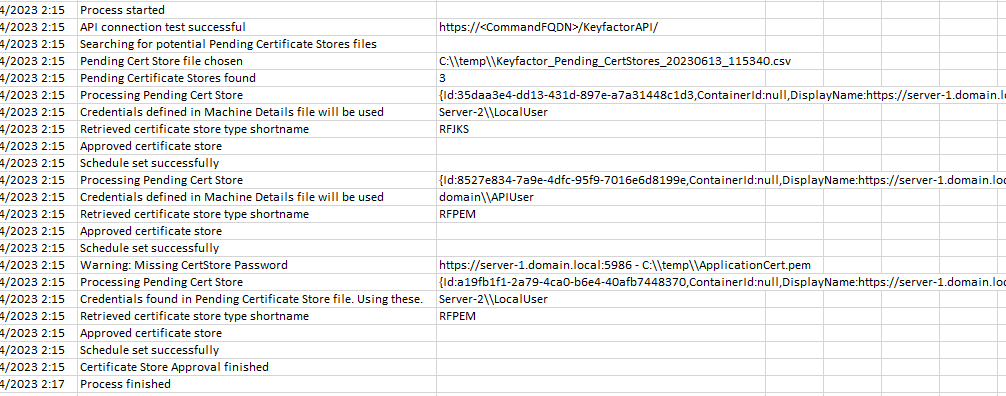 4/2023 2:15 Process started
4/2023 2:15 API connection test successful https://<CommandFQDN>/KeyfactorAPI/
4/2023 2:15 Searching for potential Pending Certificate Stores files
4/2023 2:15 Pending Cert Store file chosen C:\\temp\\Keyfactor_Pending_CertStores_20230613_115340.csv
4/2023 2:15 Pending Certificate Stores found 3
4/2023 2:15 Processing Pending Cert Store {Id:35daa3e4-dd13-431d-897e-a7a31448c1d3,ContainerId:null,DisplayName:https://server-1.domain.l
4/2023 2:15 Credentials defined in Machine Details file will be used Server-2\\LocalUser
4/2023 2:15 Retrieved certificate store type shortname RFJKS
4/2023 2:15 Approved certificate store
4/2023 2:15 Schedule set successfully
4/2023 2:15 Processing Pending Cert Store {Id:8527e834-7a9e-4dfc-95f9-7016e6d8199e,ContainerId:null,DisplayName:https://server-1.domain.loc
4/2023 2:15 Credentials defined in Machine Details file will be used domain\\APIUser
4/2023 2:15 Retrieved certificate store type shortname RFPEM
4/2023 2:15 Approved certificate store
4/2023 2:15 Schedule set successfully
4/2023 2:15 Warning: Missing CertStore Password https://server-1.domain.local:5986 - C:\\temp\\ApplicationCert.pem
4/2023 2:15 Processing Pending Cert Store {Id:a19fb1f1-2a79-4ca0-b6e4-40afb7448370,ContainerId:null,DisplayName:https://server-1.domain.lo
4/2023 2:15 Credentials found in Pending Certificate Store file. Using these. Server-2\\LocalUser
4/2023 2:15 Retrieved certificate store type shortname RFPEM
4/2023 2:15 Approved certificate store
4/2023 2:15 Schedule set successfully
4/2023 2:15 Certificate Store Approval finished
4/2023 2:17 Process finished